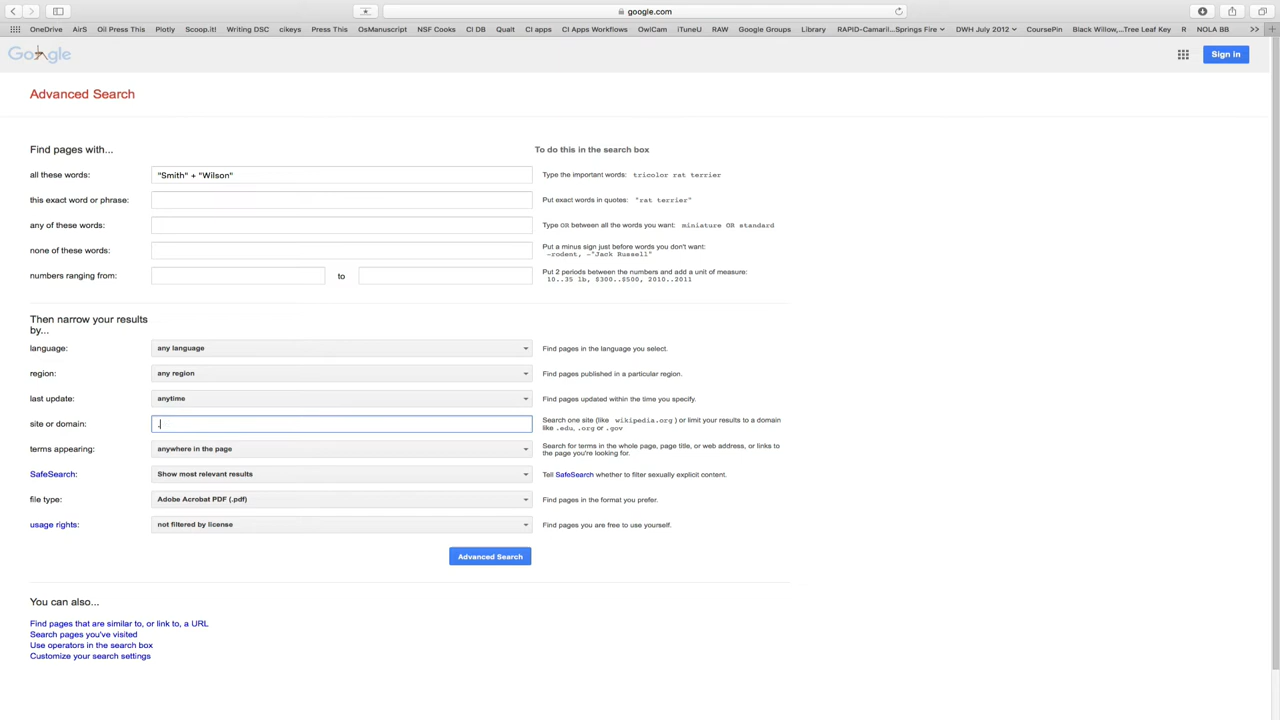 google.com
OneDrive AirS Oil Press This Plotly Scoop.it! Writing DSC cikeys Press This OsManuscript NSF Cooks CI DB Qualt CI apps CI Apps Workflows OwlCam iTuneU RAW Google Groups Library RAPID-Camaril...Springs Fire DWH July 2012 CoursePin Black Willow,...Tree Leaf Key R NOLA BB >>
Google
Sign in
Advanced Search
Find pages with...
To do this in the search box
all these words: "Smith" + "Wilson" Type the important words: tricolor rat terrier
this exact word or phrase: Put exact words in quotes: "rat terrier"
any of these words: Type OR between all the words you want: miniature OR standard
none of these words: Put a minus sign just before words you don't want:
-rodent, -"Jack Russell"
numbers ranging from: to Put 2 periods between the numbers and add a unit of measure:
10..35 lb, $300..$500, 2010..2011
Then narrow your results
by...
language: any language Find pages in the language you select.
region: any region Find pages published in a particular region.
last update: anytime Find pages updated within the time you specify.
site or domain: . Search one site (like wikipedia.org ) or limit your results to a domain
like .edu, .org or .gov
terms appearing: anywhere in the page Search for terms in the whole page, page title, or web address, or links to
the page you're looking for.
SafeSearch: Show most relevant results Tell SafeSearch whether to filter sexually explicit content.
file type: Adobe Acrobat PDF (.pdf) Find pages in the format you prefer.
usage rights: not filtered by license Find pages you are free to use yourself.
Advanced Search
You can also...
Find pages that are similar to, or link to, a URL
Search pages you've visited
Use operators in the search box
Customize your search settings